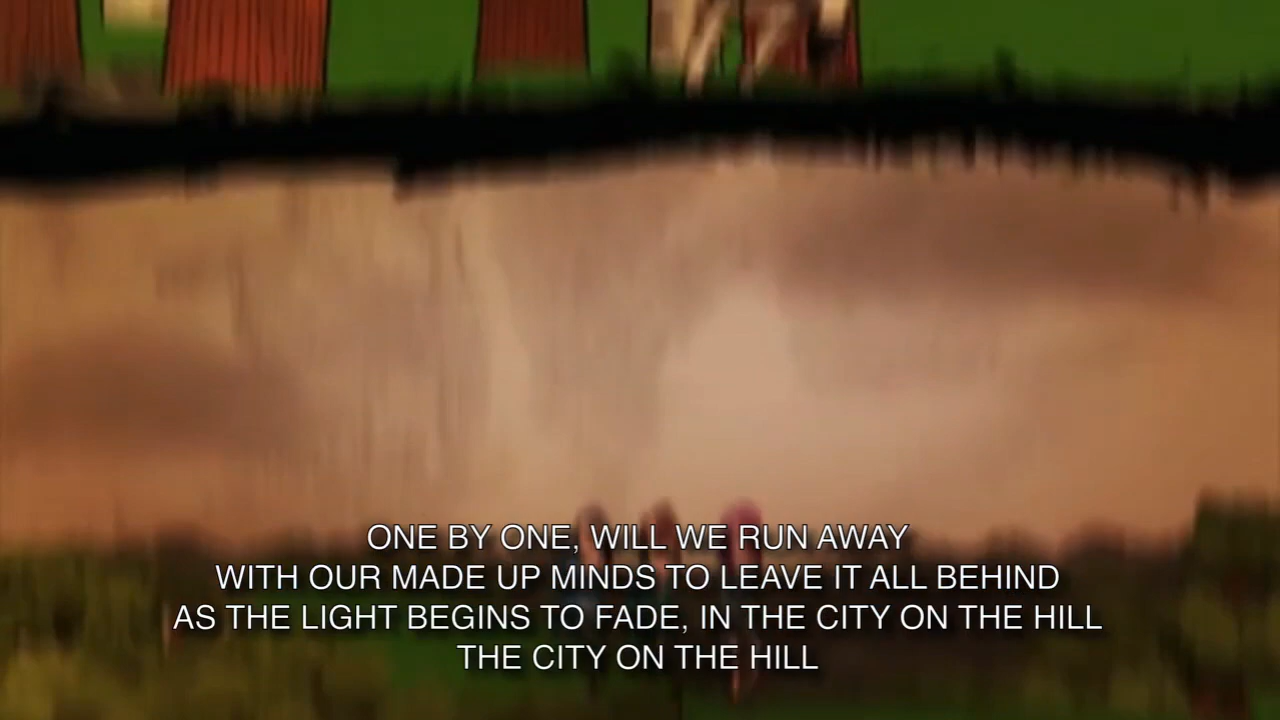 ONE BY ONE, WILL WE RUN AWAY
WITH OUR MADE UP MINDS TO LEAVE IT ALL BEHIND
AS THE LIGHT BEGINS TO FADE, IN THE CITY ON THE HILL
THE CITY ON THE HILL